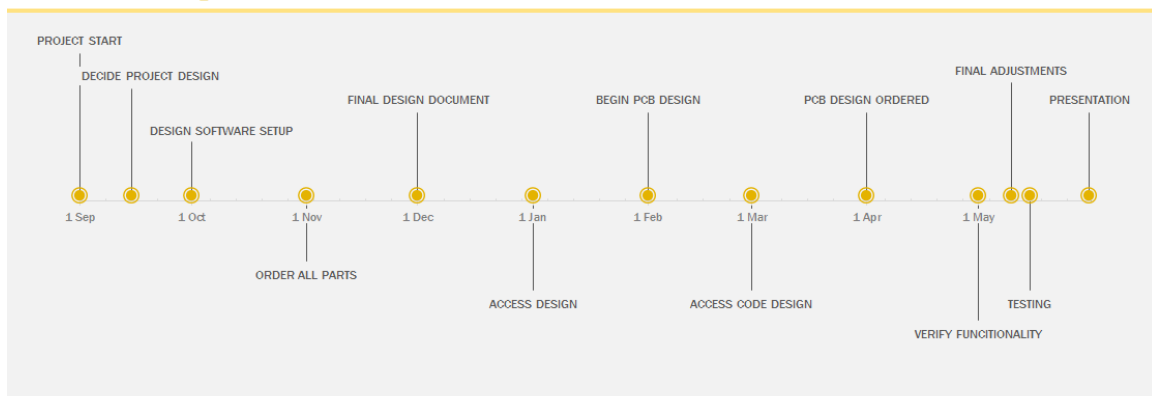 PROJECT START
FINAL ADJUSTMENTS
DECIDE PROJECT DESIGN
FINAL DESIGN DOCUMENT
BEGIN PCB DESIGN
PCB DESIGN ORDERED
PRESENTATION
DESIGN SOFTWARE SETUP
1 Sep
1 Oct
1 Nov
1 Dec
1 Jan
1 Feb
1 Mar
1 Apr
1 May
ORDER ALL PARTS
ACCESS DESIGN
ACCESS CODE DESIGN
TESTING
VERIFY FUNCITIONALITY